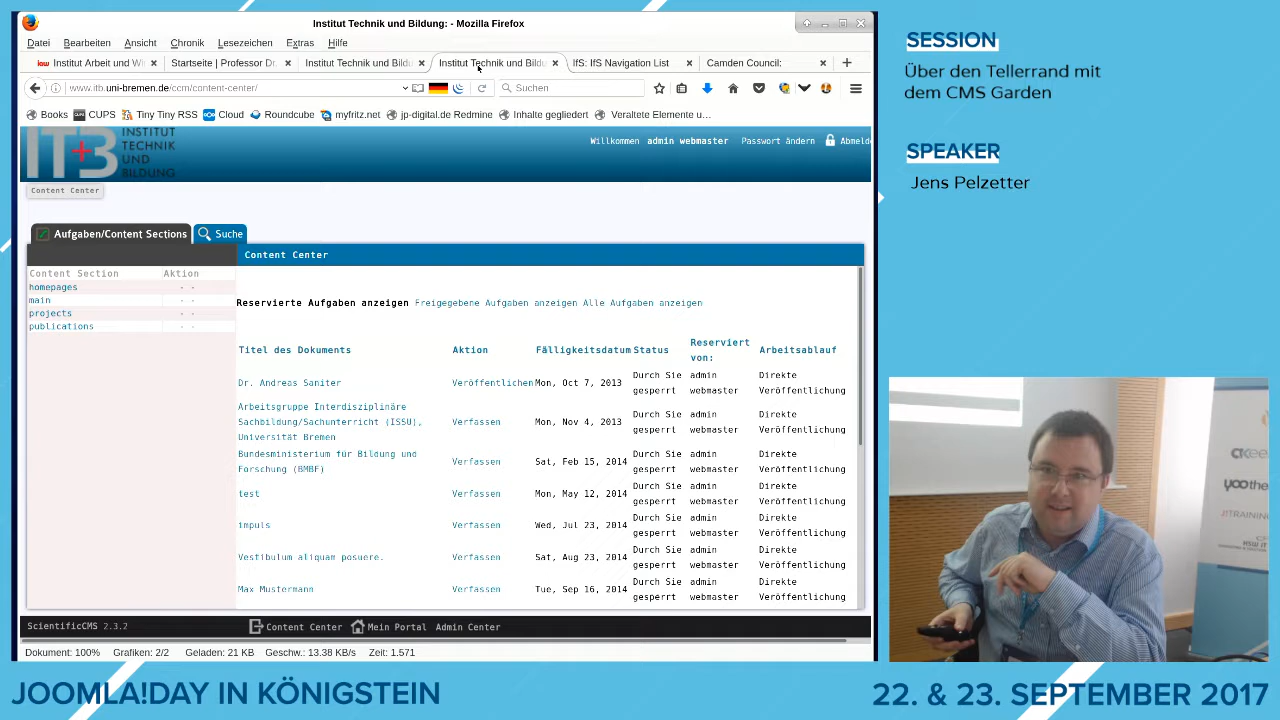 Institut Technik und Bildung: - Mozilla Firefox
Datei Bearbeiten Ansicht Chronik Lesezeichen Extras Hilfe
iaw Institut Arbeit und Wi
Startseite | Professor Dr.
Institut Technik und Bildu
Institut Technik und Bildu
IfS: IfS Navigation List
Camden Council:
www.itb.uni-bremen.de/ccm/content-center/
Suchen
Books CUPS Tiny Tiny RSS Cloud Roundcube myfritz.net jp-digital.de Redmine Inhalte gegliedert Veraltete Elemente u...
ITB INSTITUT
TECHNIK
UND
BILDUNG
Willkommen admin webmaster Passwort ändern Abmeld
Content Center
Aufgaben/Content Sections Suche
Content Center
Content Section Aktion
homepages - -
main - -
projects - -
publications - -
Reservierte Aufgaben anzeigen Freigegebene Aufgaben anzeigen Alle Aufgaben anzeigen
Titel des Dokuments Aktion Fälligkeitsdatum Status Reserviert von: Arbeitsablauf
Dr. Andreas Saniter Veröffentlichen Mon, Oct 7, 2013 Durch Sie gesperrt admin webmaster Direkte Veröffentlichung
Arbeitsgruppe Interdisziplinäre
Sachbildung/Sachunterricht (ISSU), Verfassen Mon, Nov 4, 2013 Durch Sie gesperrt admin webmaster Direkte Veröffentlichung
Universität Bremen
Bundesministerium für Bildung und
Forschung (BMBF) Verfassen Sat, Feb 15, 2014 Durch Sie gesperrt admin webmaster Direkte Veröffentlichung
test Verfassen Mon, May 12, 2014 Durch Sie gesperrt admin webmaster Direkte Veröffentlichung
impuls Verfassen Wed, Jul 23, 2014 Durch Sie gesperrt admin webmaster Direkte Veröffentlichung
Vestibulum aliquam posuere. Verfassen Sat, Aug 23, 2014 Durch Sie gesperrt admin webmaster Direkte Veröffentlichung
Max Mustermann Verfassen Tue, Sep 16, 2014 Durch Sie gesperrt admin webmaster Direkte Veröffentlichung
ScientificCMS 2.3.2 Content Center Mein Portal Admin Center
Dokument: 100% Grafiken: 2/2 Geladen: 21 KB Geschw.: 13.38 KB/s Zeit: 1.571
SESSION
Über den Tellerrand mit
dem CMS Garden
SPEAKER
Jens Pelzetter
JOOMLA!DAY IN KÖNIGSTEIN
22. & 23. SEPTEMBER 2017